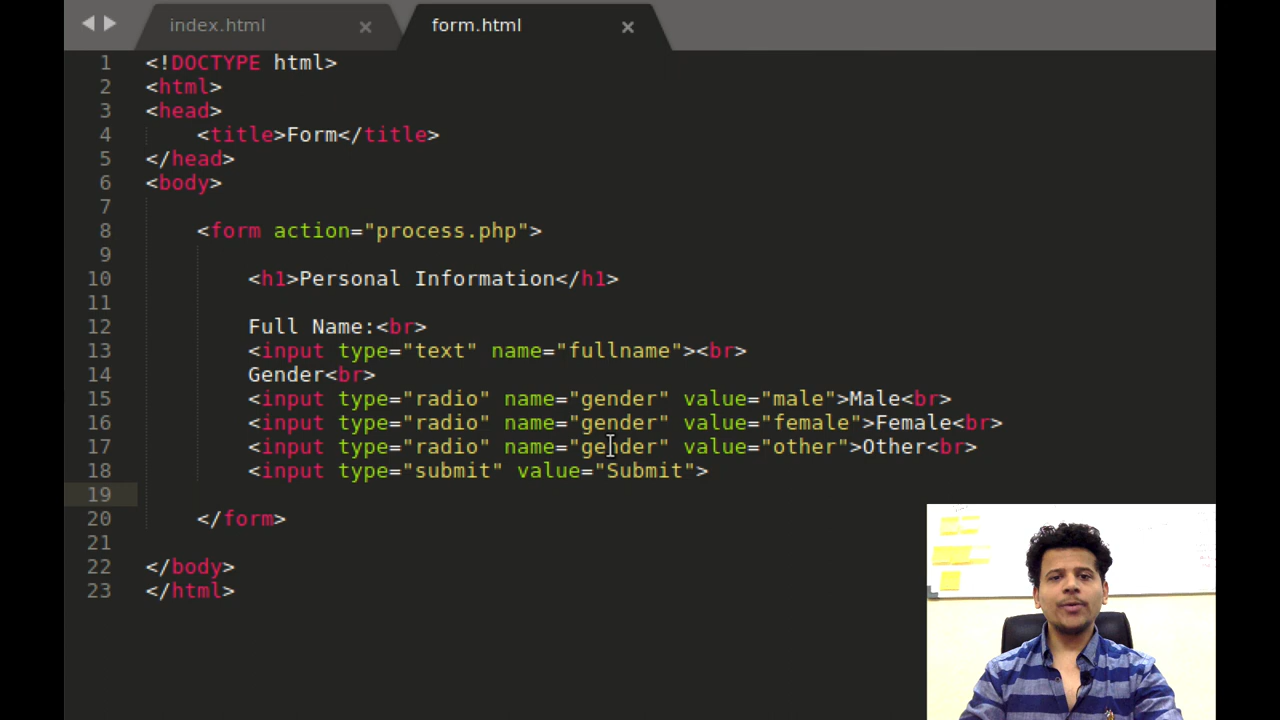 index.html x form.html x
1 <!DOCTYPE html>
2 <html>
3 <head>
4 <title>Form</title>
5 </head>
6 <body>
7
8 <form action="process.php">
9
10 <h1>Personal Information</h1>
11
12 Full Name:<br>
13 <input type="text" name="fullname"><br>
14 Gender<br>
15 <input type="radio" name="gender" value="male">Male<br>
16 <input type="radio" name="gender" value="female">Female<br>
17 <input type="radio" name="gender" value="other">Other<br>
18 <input type="submit" value="Submit">
19
20 </form>
21
22 </body>
23 </html>